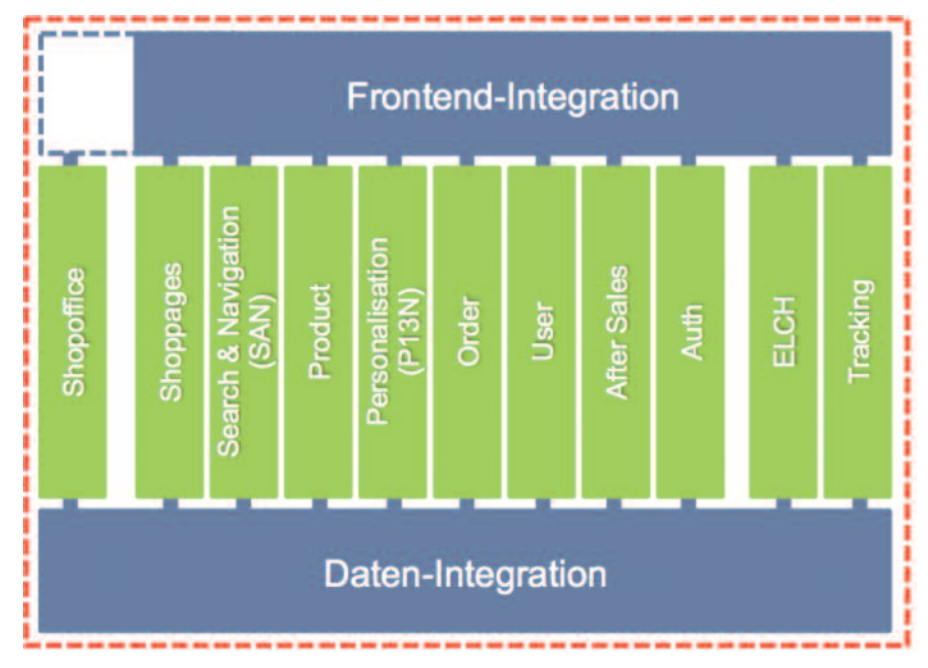 Frontend-Integration
Shopoffice
Shoppages
Search & Navigation
(SAN)
Product
Personalisation
(P13N)
Order
User
After Sales
Auth
ELCH
Tracking
Daten-Integration